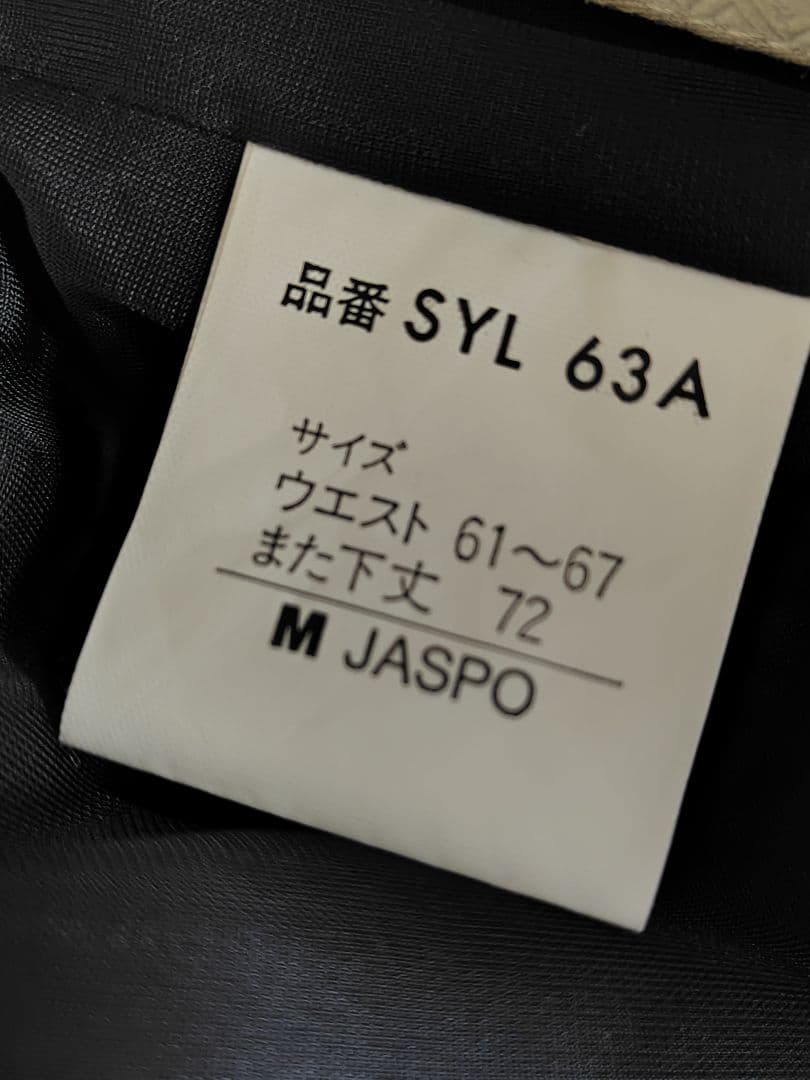 品番 SYL 63A
サイズ
ウエスト 61〜67
また下丈 72
M JASPO